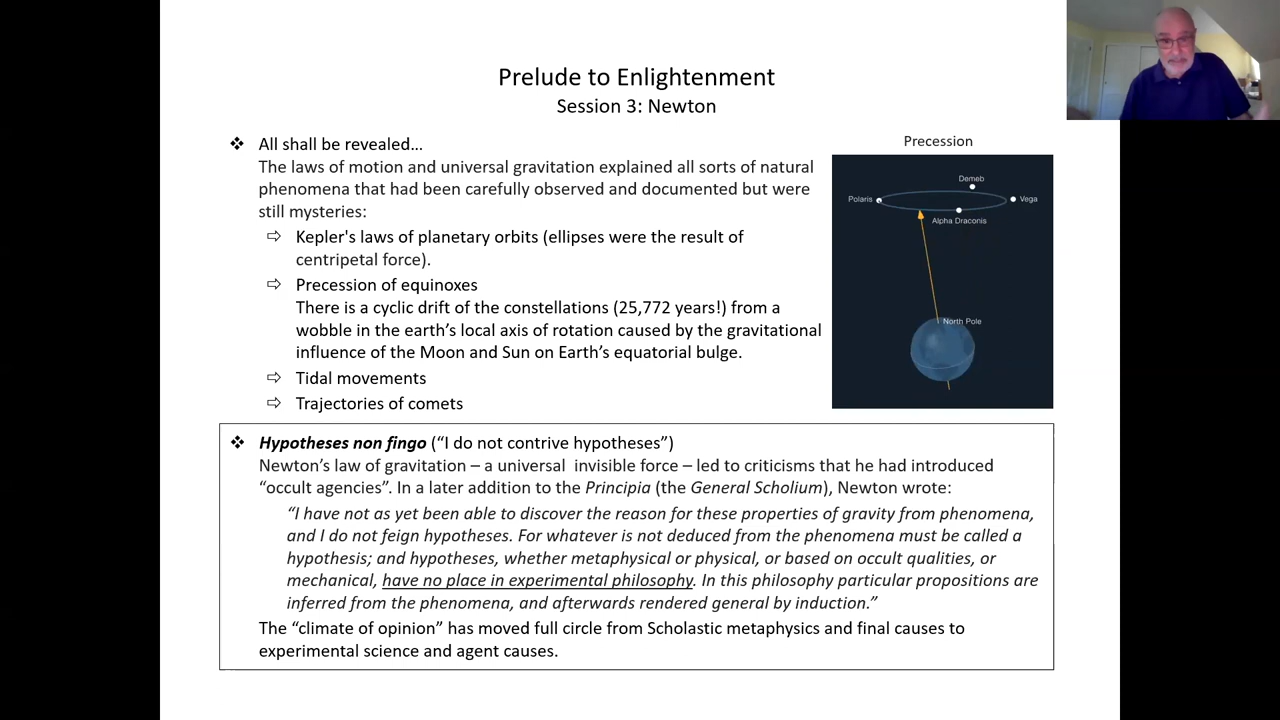 Prelude to Enlightenment
Session 3: Newton
❖ All shall be revealed…
The laws of motion and universal gravitation explained all sorts of natural
phenomena that had been carefully observed and documented but were
still mysteries:
⇨ Kepler's laws of planetary orbits (ellipses were the result of
centripetal force).
⇨ Precession of equinoxes
There is a cyclic drift of the constellations (25,772 years!) from a
wobble in the earth’s local axis of rotation caused by the gravitational
influence of the Moon and Sun on Earth’s equatorial bulge.
⇨ Tidal movements
⇨ Trajectories of comets
Precession
Demeb
Polaris
Vega
Alpha Draconis
North Pole
❖ Hypotheses non fingo (“I do not contrive hypotheses”)
Newton’s law of gravitation – a universal  invisible force – led to criticisms that he had introduced
“occult agencies”. In a later addition to the Principia (the General Scholium), Newton wrote:
“I have not as yet been able to discover the reason for these properties of gravity from phenomena,
and I do not feign hypotheses. For whatever is not deduced from the phenomena must be called a
hypothesis; and hypotheses, whether metaphysical or physical, or based on occult qualities, or
mechanical, have no place in experimental philosophy. In this philosophy particular propositions are
inferred from the phenomena, and afterwards rendered general by induction.”
The “climate of opinion” has moved full circle from Scholastic metaphysics and final causes to
experimental science and agent causes.